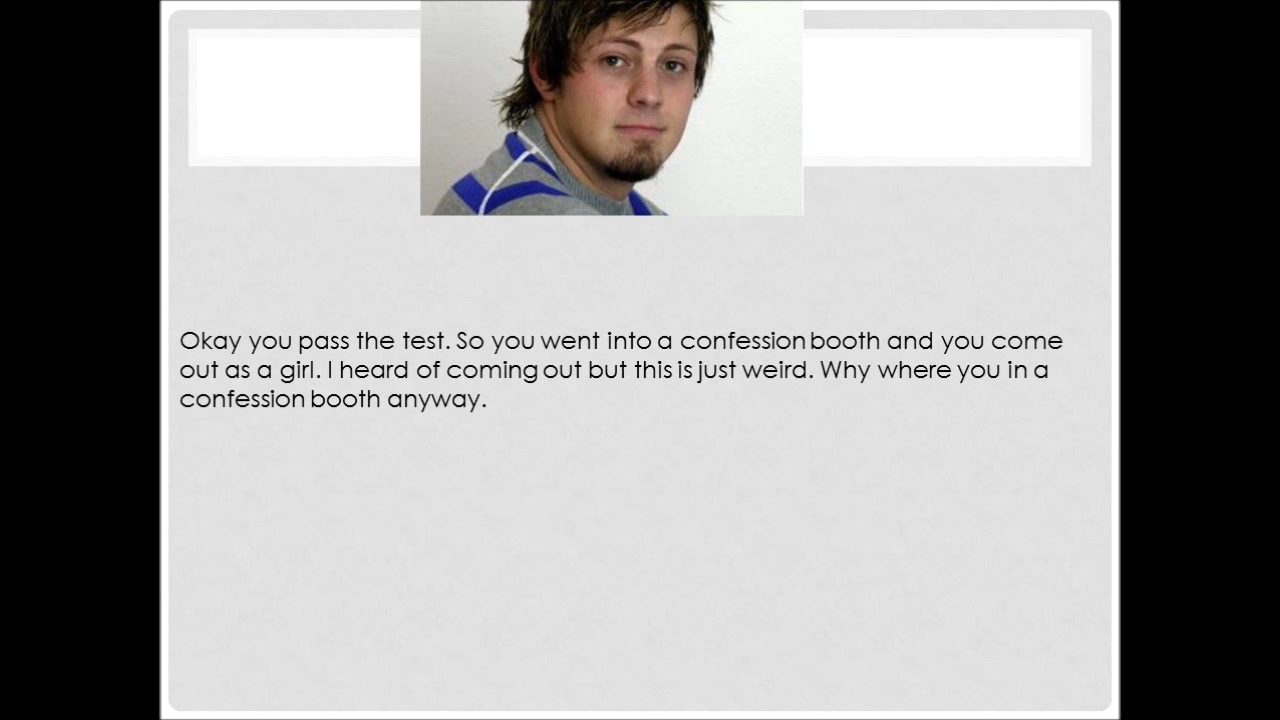 Okay you pass the test. So you went into a confession booth and you come
out as a girl. I heard of coming out but this is just weird. Why where you in a
confession booth anyway.